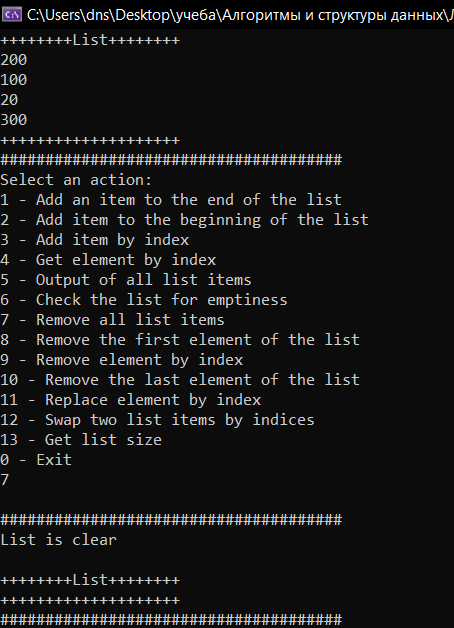 C:\Users\dns\Desktop\учеба\Алгоритмы и структуры данных\
++++++++List++++++++
200
100
20
300
++++++++++++++++++++
######################################
Select an action:
1 - Add an item to the end of the list
2 - Add item to the beginning of the list
3 - Add item by index
4 - Get element by index
5 - Output of all list items
6 - Check the list for emptiness
7 - Remove all list items
8 - Remove the first element of the list
9 - Remove element by index
10 - Remove the last element of the list
11 - Replace element by index
12 - Swap two list items by indices
13 - Get list size
0 - Exit
7
######################################
List is clear
++++++++List++++++++
++++++++++++++++++++
######################################